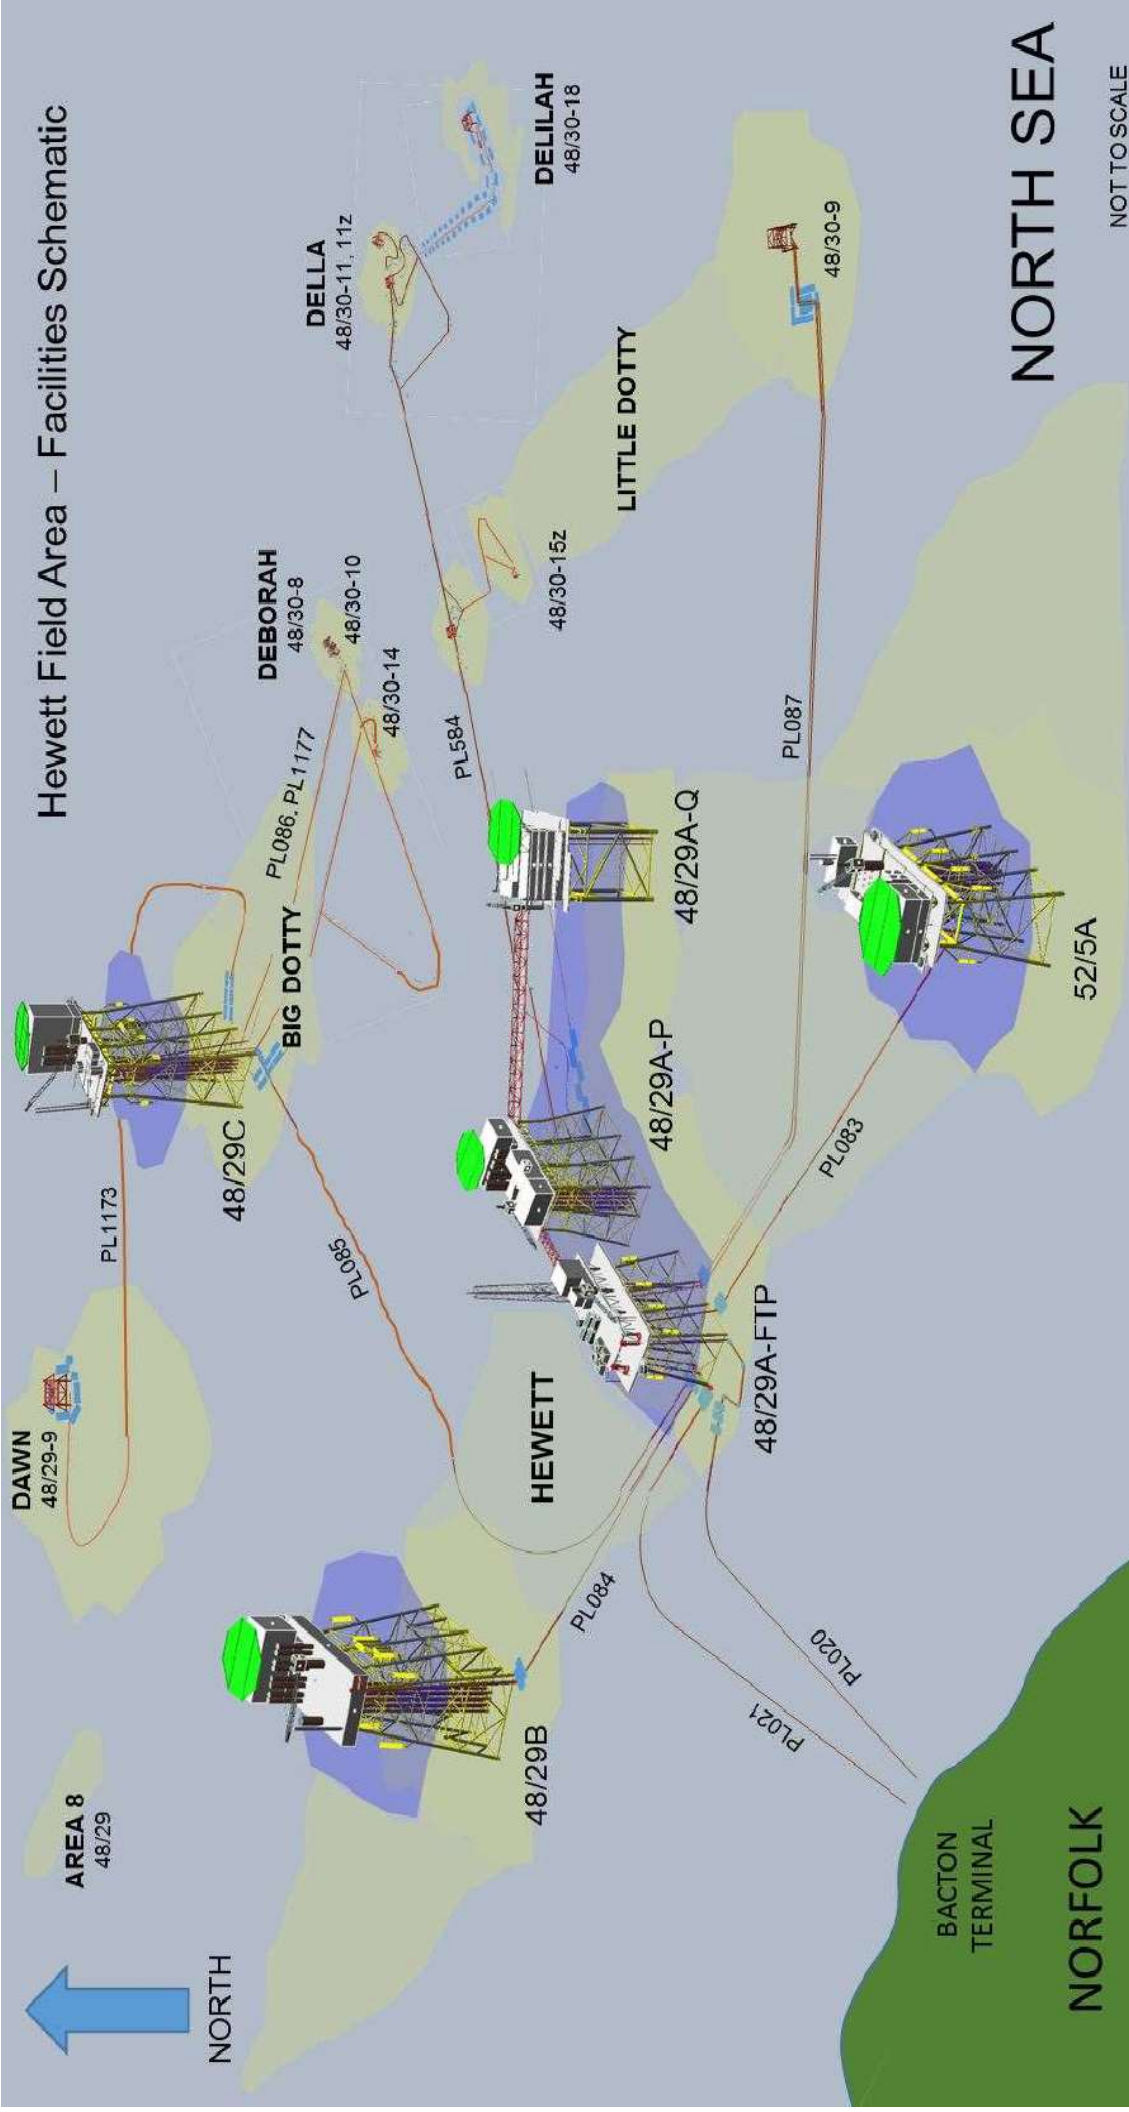 Hewett Field Area – Facilities Schematic
NORTH
AREA 8
48/29
DAWN
48/29-9
PL1173
48/29C
BIG DOTTY
PL086. PL1177
DEBORAH
48/30-8
48/30-10
48/30-14
DELLA
48/30-11, 11z
DELILAH
48/30-18
PL085
PL584
48/30-15z
LITTLE DOTTY
48/30-9
48/29B
PL084
HEWETT
48/29A-FTP
48/29A-P
48/29A-Q
PL087
PL083
52/5A
PL021
PL020
BACTON
TERMINAL
NORFOLK
NORTH SEA
NOT TO SCALE